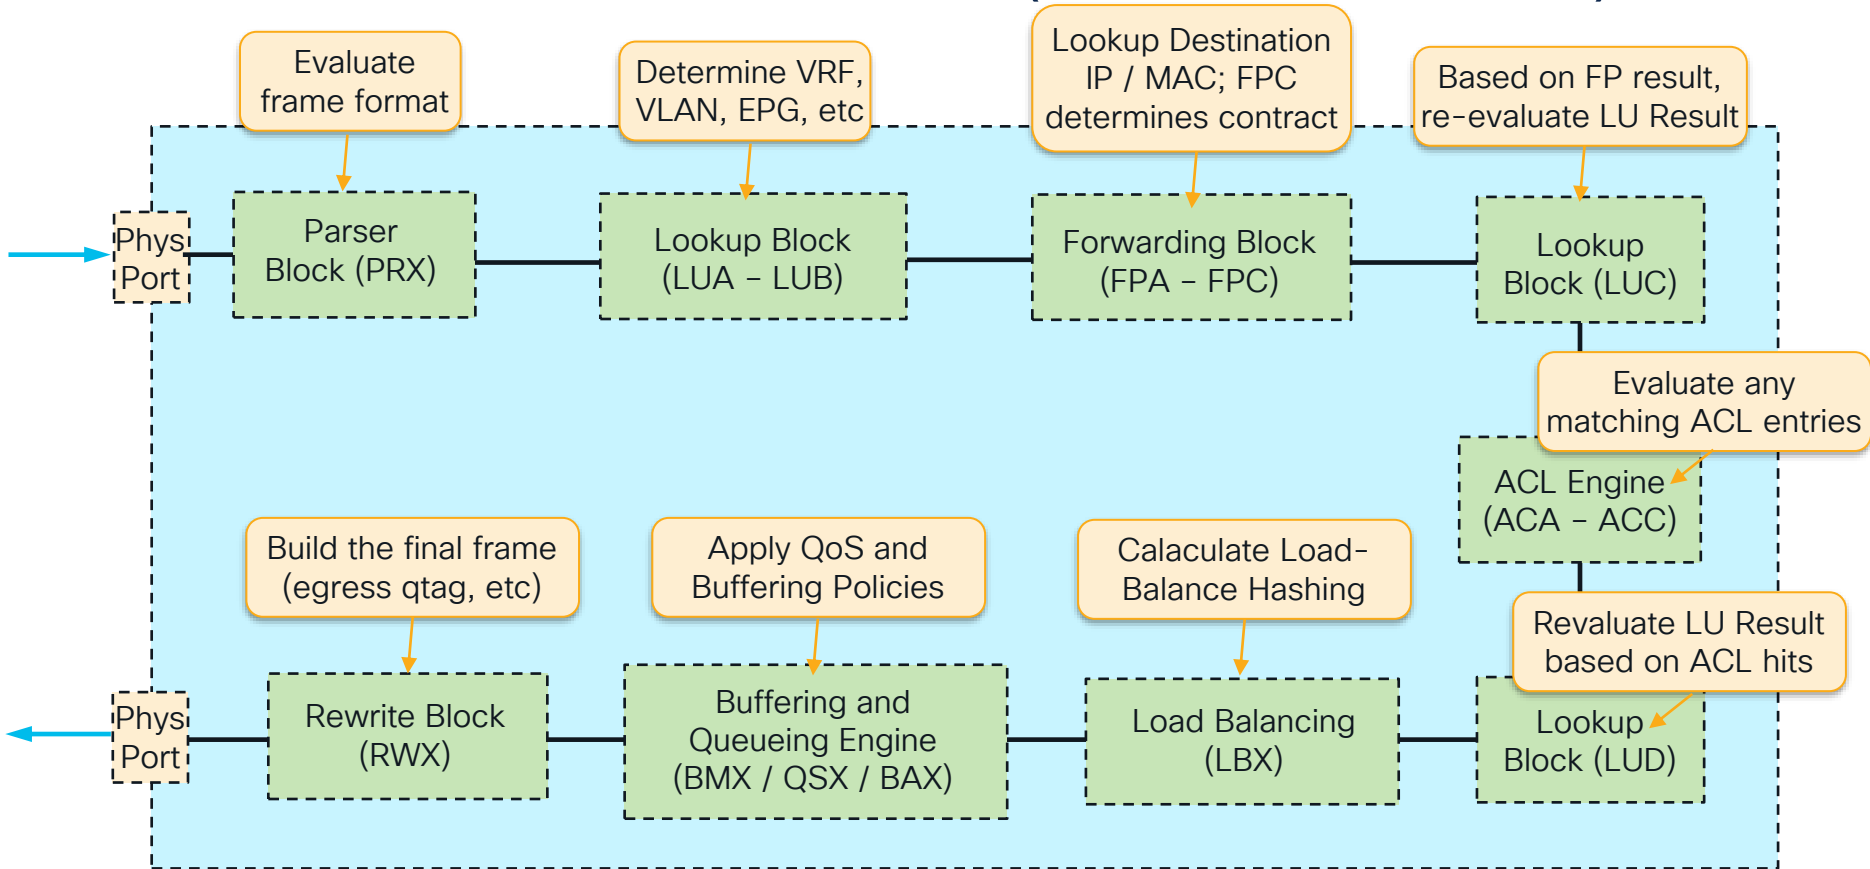 Evaluate
frame format
Determine VRF,
VLAN, EPG, etc
Lookup Destination
IP / MAC; FPC
determines contract
Based on FP result,
re-evaluate LU Result
Phys
Port
Parser
Block (PRX)
Lookup Block
(LUA - LUB)
Forwarding Block
(FPA - FPC)
Lookup
Block (LUC)
Evaluate any
matching ACL entries
ACL Engine
(ACA - ACC)
Build the final frame
(egress qtag, etc)
Apply QoS and
Buffering Policies
Calaculate Load-
Balance Hashing
Revaluate LU Result
based on ACL hits
Phys
Port
Rewrite Block
(RWX)
Buffering and
Queueing Engine
(BMX / QSX / BAX)
Load Balancing
(LBX)
Lookup
Block (LUD)